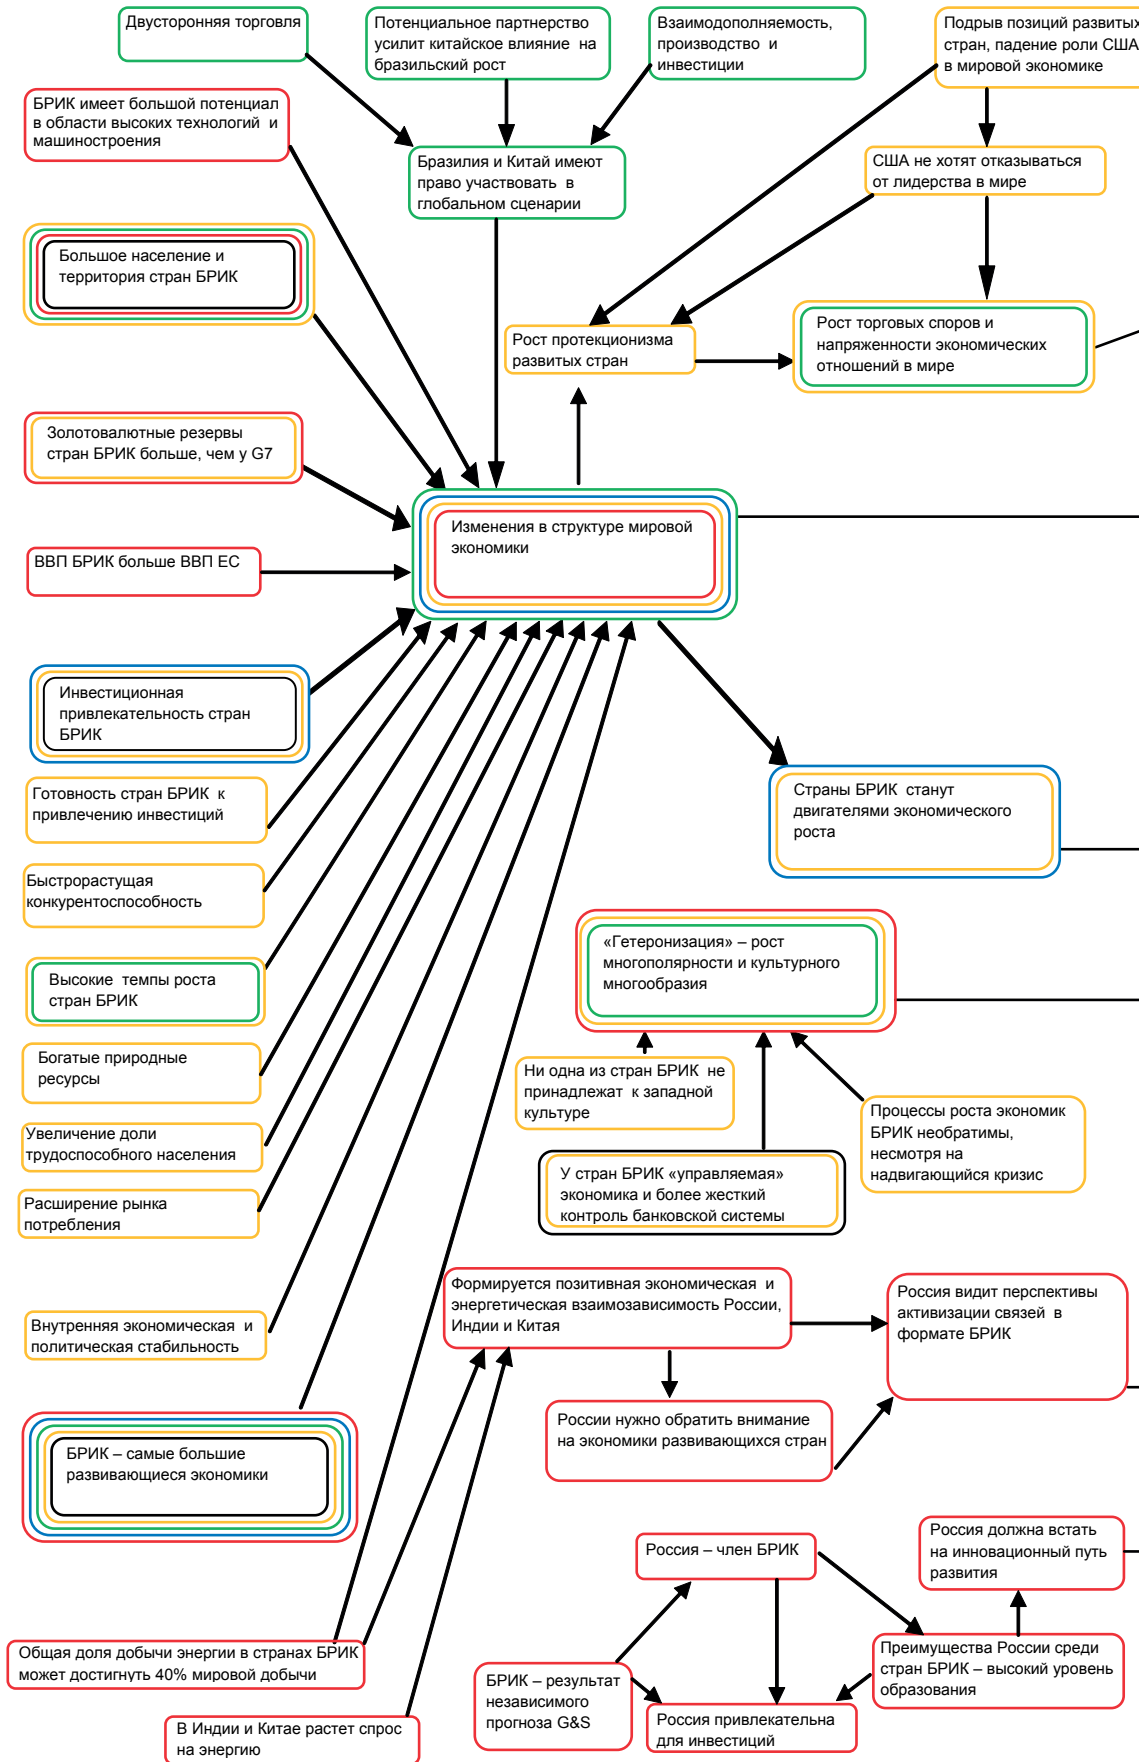 Двусторонняя торговля
Потенциальное партнерство
усилит китайское влияние на
бразильский рост
Взаимодополняемость,
производство и
инвестиции
Подрыв позиций развитых
стран, падение роли США
в мировой экономике
БРИК имеет большой потенциал
в области высоких технологий и
машиностроения
Бразилия и Китай имеют
право участвовать в
глобальном сценарии
США не хотят отказываться
от лидерства в мире
Большое население и
территория стран БРИК
Рост протекционизма
развитых стран
Рост торговых споров и
напряженности экономических
отношений в мире
Золотовалютные резервы
стран БРИК больше, чем у G7
Изменения в структуре мировой
экономики
ВВП БРИК больше ВВП ЕС
Инвестиционная
привлекательность стран
БРИК
Готовность стран БРИК к
привлечению инвестиций
Страны БРИК станут
двигателями экономического
роста
Быстрорастущая
конкурентоспособность
«Гетеронизация» – рост
многополярности и культурного
многообразия
Высокие темпы роста
стран БРИК
Богатые природные
ресурсы
Ни одна из стран БРИК не
принадлежат к западной
культуре
Процессы роста экономик
БРИК необратимы,
несмотря на
надвигающийся кризис
Увеличение доли
трудоспособного населения
У стран БРИК «управляемая»
экономика и более жесткий
контроль банковской системы
Расширение рынка
потребления
Формируется позитивная экономическая и
энергетическая взаимозависимость России,
Индии и Китая
Россия видит перспективы
активизации связей в
формате БРИК
Внутренняя экономическая и
политическая стабильность
России нужно обратить внимание
на экономики развивающихся стран
БРИК – самые большие
развивающиеся экономики
Россия – член БРИК
Россия должна встать
на инновационный путь
развития
Общая доля добычи энергии в странах БРИК
может достигнуть 40% мировой добычи
БРИК – результат
независимого
прогноза G&S
Преимущества России среди
стран БРИК – высокий уровень
образования
В Индии и Китае растет спрос
на энергию
Россия привлекательна
для инвестиций